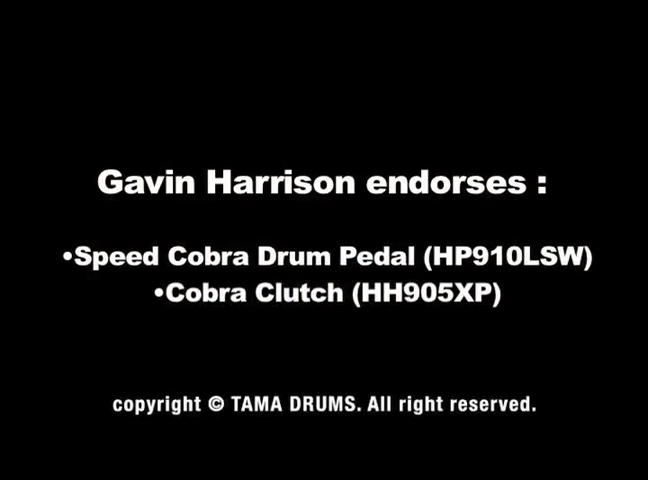 Gavin Harrison endorses :
•Speed Cobra Drum Pedal (HP910LSW)
•Cobra Clutch (HH905XP)
copyright © TAMA DRUMS. All right reserved.